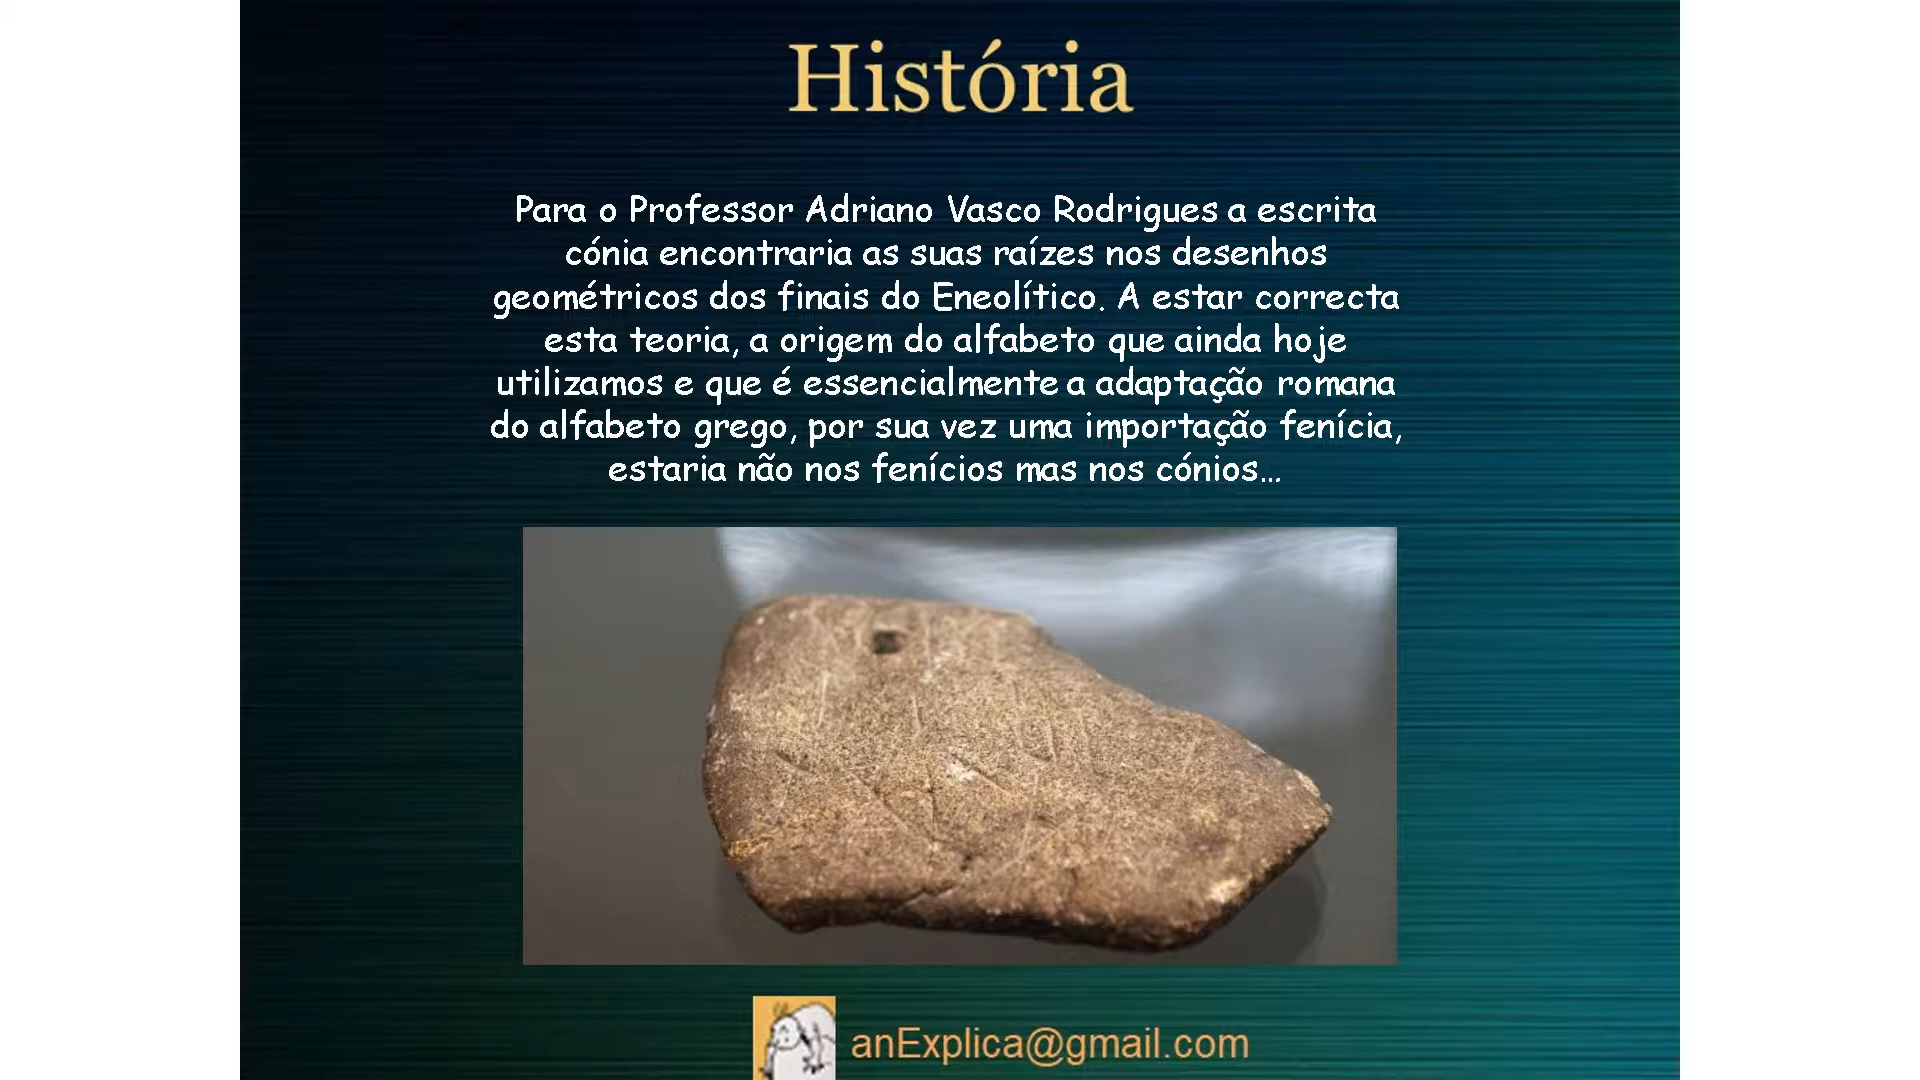 História
Para o Professor Adriano Vasco Rodrigues a escrita
cónia encontraria as suas raízes nos desenhos
geométricos dos finais do Eneolítico. A estar correcta
esta teoria, a origem do alfabeto que ainda hoje
utilizamos e que é essencialmente a adaptação romana
do alfabeto grego, por sua vez uma importação fenícia,
estaria não nos fenícios mas nos cónios...
anExplica@gmail.com